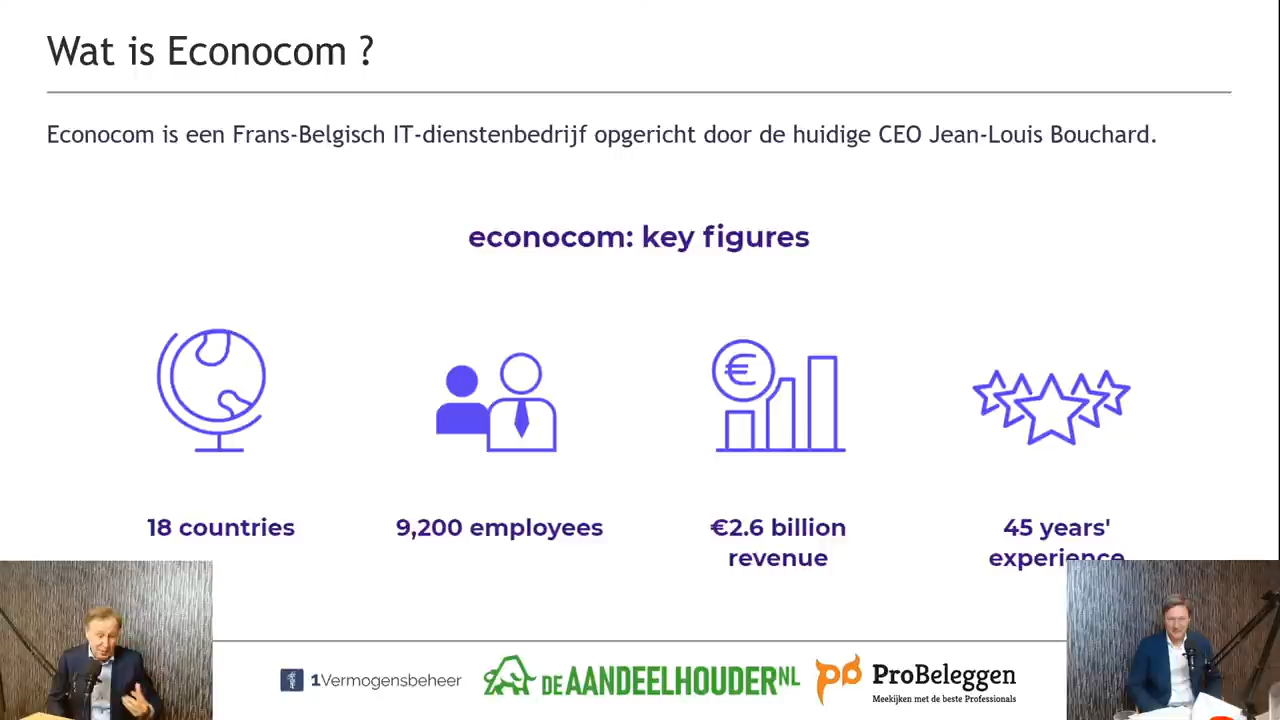 Wat is Econocom ?
Econocom is een Frans-Belgisch IT-dienstenbedrijf opgericht door de huidige CEO Jean-Louis Bouchard.
econocom: key figures
€
18 countries
9,200 employees
€2.6 billion
revenue
45 years'
experience
1Vermogensbeheer
DE AANDEELHOUDER NL
ProBeleggen
Meekijken met de beste Professionals